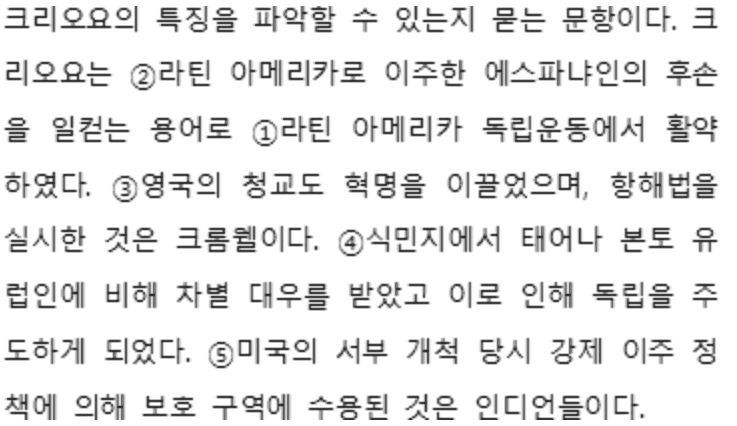 크리오요의 특징을 파악할 수 있는지 묻는 문항이다. 크
리오요는 ②라틴 아메리카로 이주한 에스파냐인의 후손
을 일컫는 용어로 ①라틴 아메리카 독립운동에서 활약
하였다. ③영국의 청교도 혁명을 이끌었으며, 항해법을
실시한 것은 크롬웰이다. ④식민지에서 태어나 본토 유
럽인에 비해 차별 대우를 받았고 이로 인해 독립을 주
도하게 되었다. ⑤미국의 서부 개척 당시 강제 이주 정
책에 의해 보호 구역에 수용된 것은 인디언들이다.